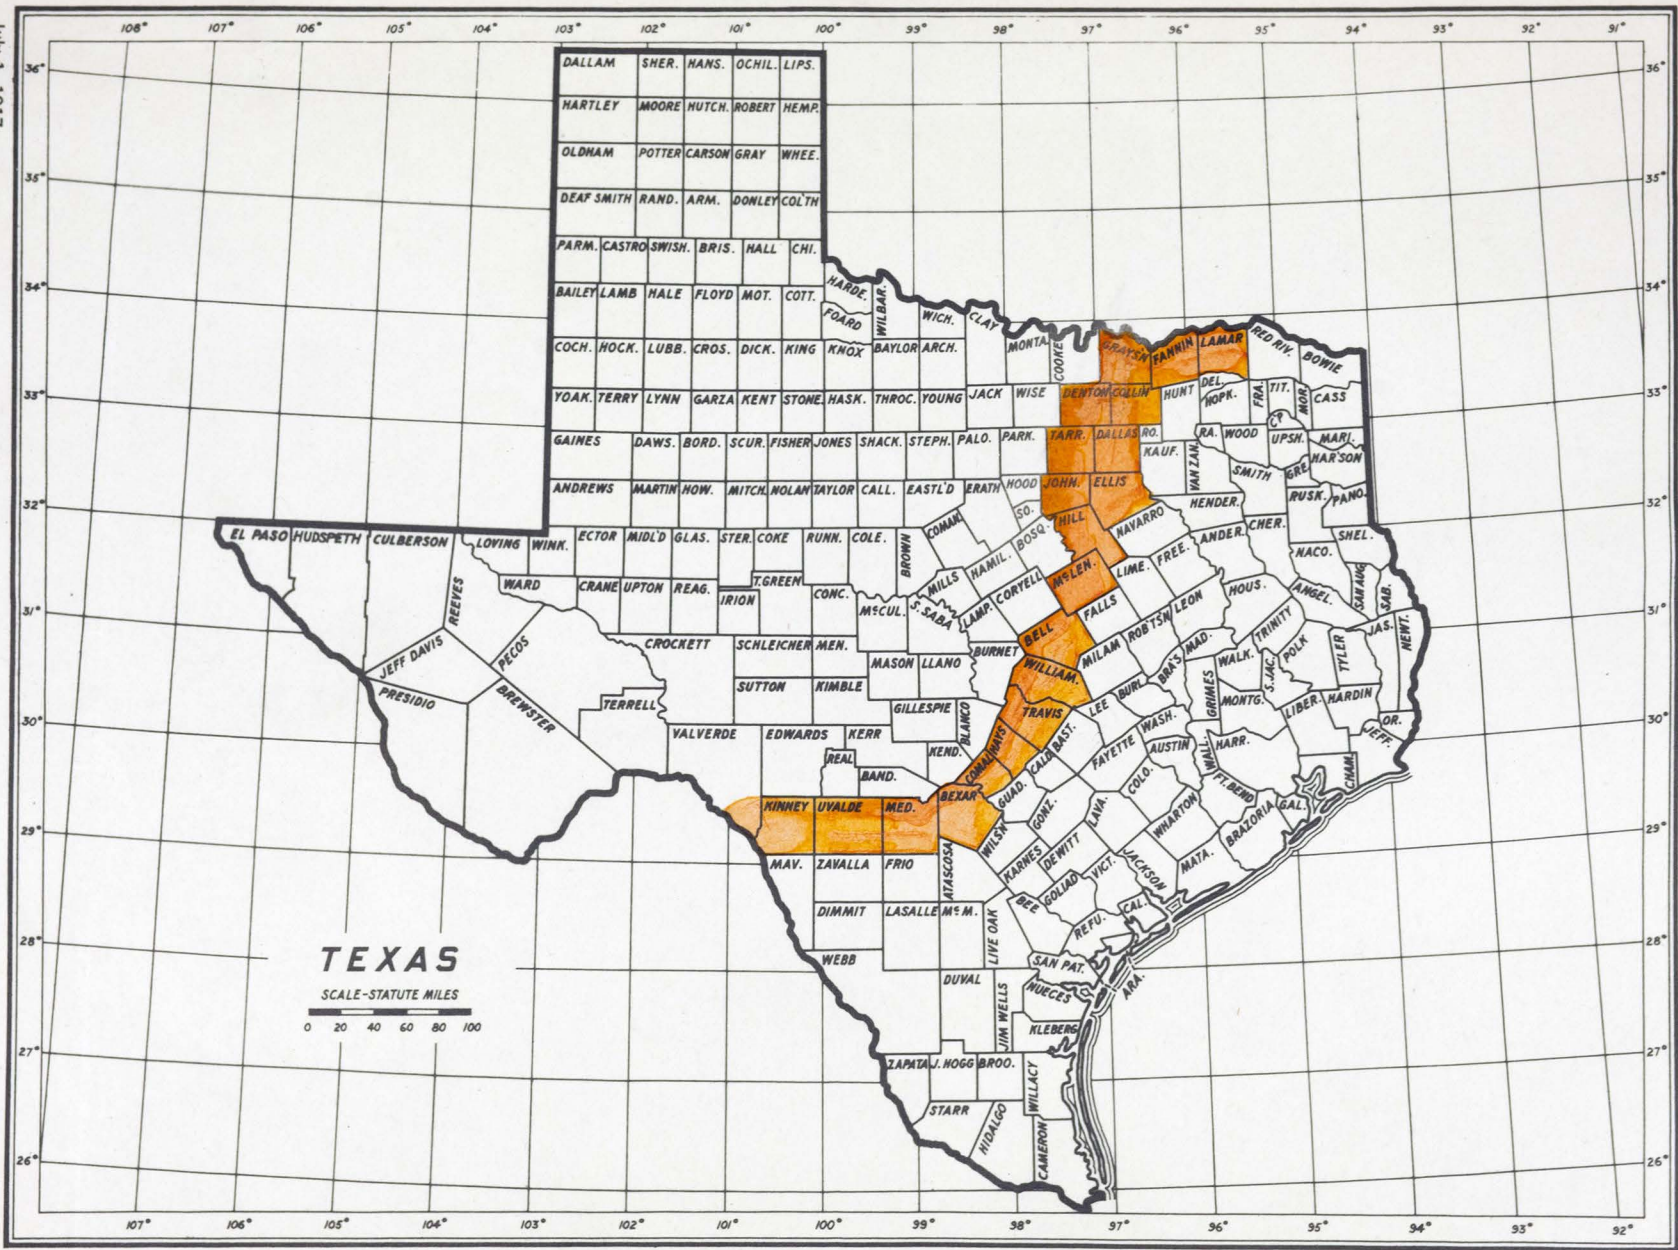 108° 107° 106° 105° 104° 103° 102° 101° 100° 99° 98° 97° 96° 95° 94° 93° 92° 91°
36° 36°
DALLAM SHER. HANS. OCHIL. LIPS.
HARTLEY MOORE HUTCH. ROBERT HEMP.
OLDHAM POTTER CARSON GRAY WHEE.
35° 35°
DEAF SMITH RAND. ARM. DONLEY COL'TH
PARM. CASTRO SWISH. BRIS. HALL CHI.
34° 34°
BAILEY LAMB HALE FLOYD MOT. COTT. HARDE. FOARD WILBAR. WICH. CLAY
COCH. HOCK. LUBB. CROS. DICK. KING KNOX BAYLOR ARCH. MONTA. COOKE GRAYS'N FANNIN LAMAR RED RIV. BOWIE
33° 33°
YOAK. TERRY LYNN GARZA KENT STONE. HASK. THROC. YOUNG JACK WISE DENTON COLLIN HUNT DEL. HOPK. FRA. TIT. MOR. CASS
CP.
GAINES DAWS. BORD. SCUR. FISHER JONES SHACK. STEPH. PALO. PARK. TARR. DALLAS RO. KAUF. RA. WOOD UPSH. MARI.
VAN ZAN. SMITH GRE. HAR'SON
32° 32°
ANDREWS MARTIN HOW. MITCH. NOLAN TAYLOR CALL. EASTL'D ERATH HOOD SO. JOHN. ELLIS HENDER. RUSK. PANO.
EL PASO HUDSPETH CULBERSON LOVING WINK. ECTOR MIDL'D GLAS. STER. COKE RUNN. COLE. BROWN COMAN. HAMIL. BOSQ. HILL NAVARRO FREE. ANDER. CHER. NACO. SHEL.
REEVES WARD CRANE UPTON REAG. IRION T.GREEN CONC. McCUL. S.SABA MILLS LAMP. CORYELL McLEN. LIME. FALLS ROBTS'N LEON HOUS. ANGEL. SAN AUG. SAB.
31° 31°
JEFF DAVIS PECOS CROCKETT SCHLEICHER MEN. MASON LLANO BURNET BELL MILAM BRA'S MAD. WALK. TRINITY POLK TYLER JAS. NEWT.
PRESIDIO BREWSTER TERRELL SUTTON KIMBLE GILLESPIE BLANCO WILLIAM. TRAVIS LEE BURL. WASH. GRIMES MONTG. S.JAC. LIBER. HARDIN OR.
30° 30°
VALVERDE EDWARDS KERR REAL BAND. KEND. COMAL HAYS CALD. BAST. FAYETTE AUSTIN WALL. HARR. CHAM. JEFF.
KINNEY UVALDE MED. BEXAR GUAD. GONZ. LAVA. COLO. WHARTON FT.BEND BRAZORIA GAL.
29° 29°
MAV. ZAVALLA FRIO ATASCOSA WILS'N KARNES DEWITT VICT. JACKSON MATA.
DIMMIT LASALLE McM. LIVE OAK BEE GOLIAD REFU. CAL.
28° 28°
WEBB DUVAL JIM WELLS SAN PAT. NUECES ARA.
KLEBERG
TEXAS
SCALE-STATUTE MILES
0 20 40 60 80 100
27° 27°
ZAPATA J.HOGG BROO. WILLACY
STARR HIDALGO CAMERON
26° 26°
107° 106° 105° 104° 103° 102° 101° 100° 99° 98° 97° 96° 95° 94° 93° 92°